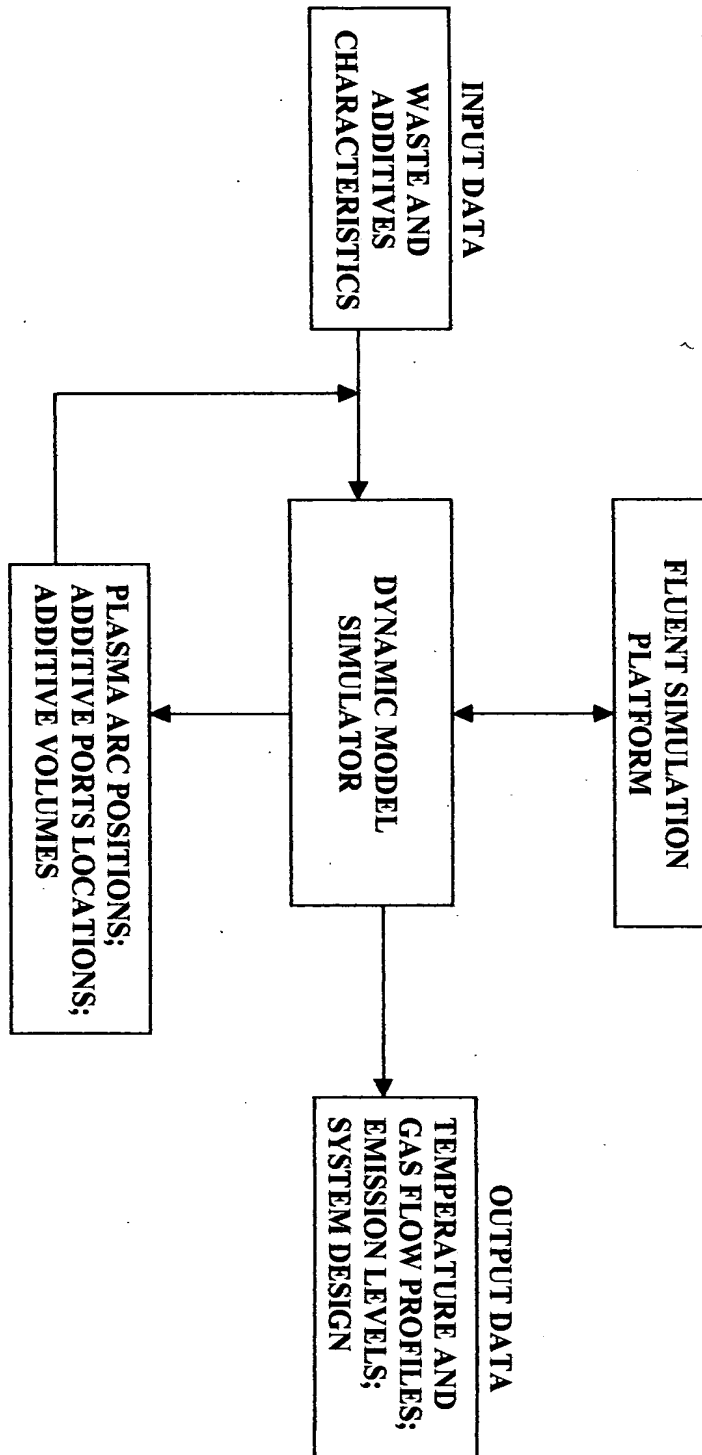 INPUT DATA
WASTE AND
ADDITIVES
CHARACTERISTICS
FLUENT SIMULATION
PLATFORM
DYNAMIC MODEL
SIMULATOR
PLASMA ARC POSITIONS;
ADDITIVE PORTS LOCATIONS;
ADDITIVE VOLUMES
OUTPUT DATA
TEMPERATURE AND
GAS FLOW PROFILES;
EMISSION LEVELS;
SYSTEM DESIGN